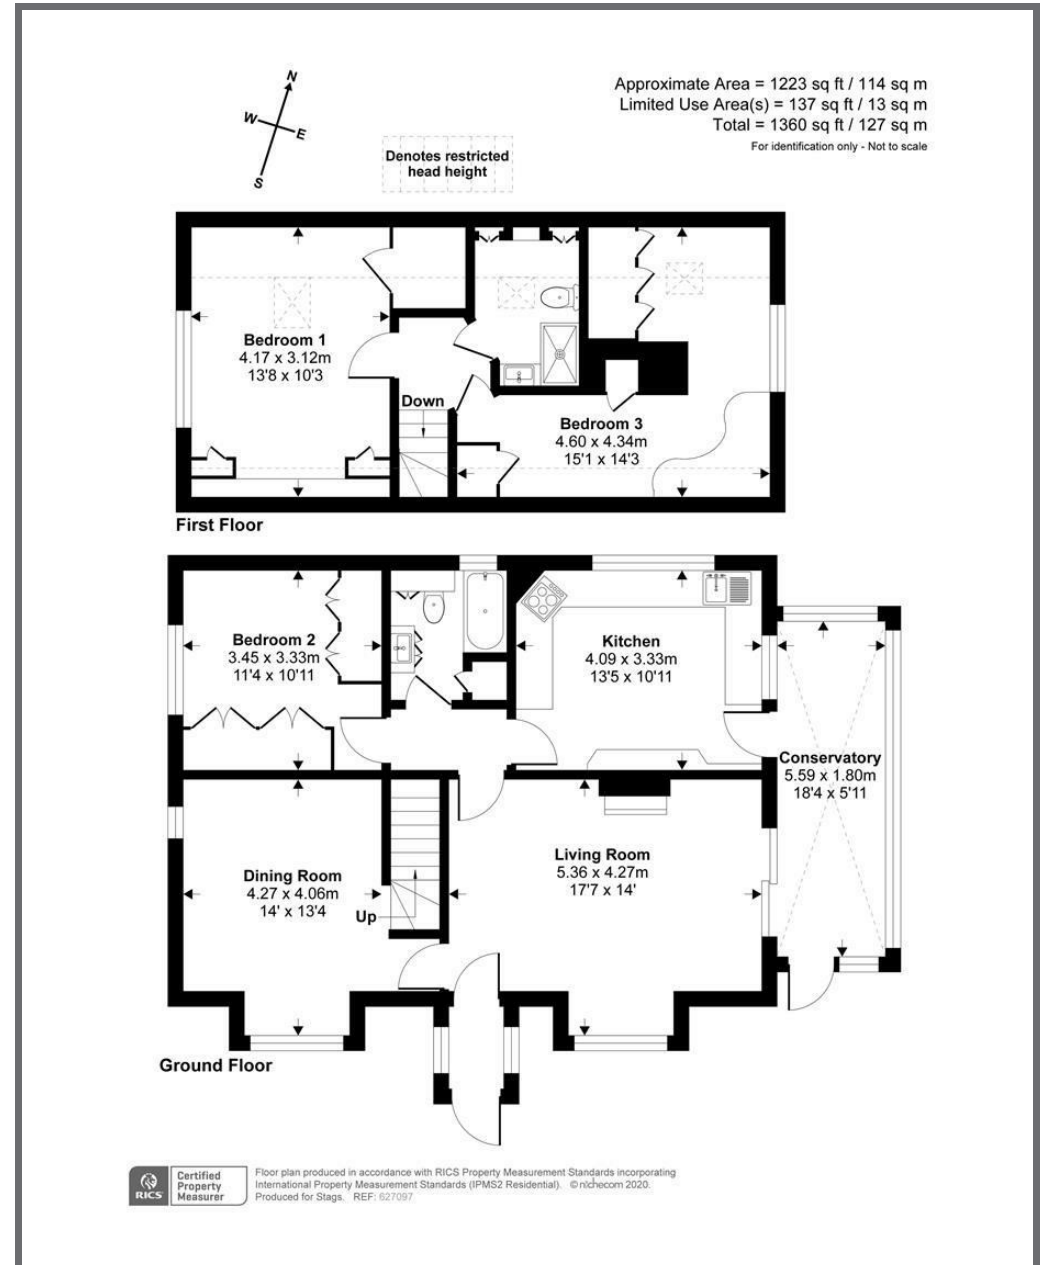 Approximate Area = 1223 sq ft / 114 sq m
Limited Use Area(s) = 137 sq ft / 13 sq m
Total = 1360 sq ft / 127 sq m
For identification only - Not to scale
N
W
E
S
Denotes restricted
head height
Bedroom 1
4.17 x 3.12m
13'8 x 10'3
Down
Bedroom 3
4.60 x 4.34m
15'1 x 14'3
First Floor
Bedroom 2
3.45 x 3.33m
11'4 x 10'11
Kitchen
4.09 x 3.33m
13'5 x 10'11
Conservatory
5.59 x 1.80m
18'4 x 5'11
Dining Room
4.27 x 4.06m
14' x 13'4
Up
Living Room
5.36 x 4.27m
17'7 x 14'
Ground Floor
RICS
Certified
Property
Measurer
Floor plan produced in accordance with RICS Property Measurement Standards incorporating
International Property Measurement Standards (IPMS2 Residential). © nichecom 2020.
Produced for Stags. REF: 627097